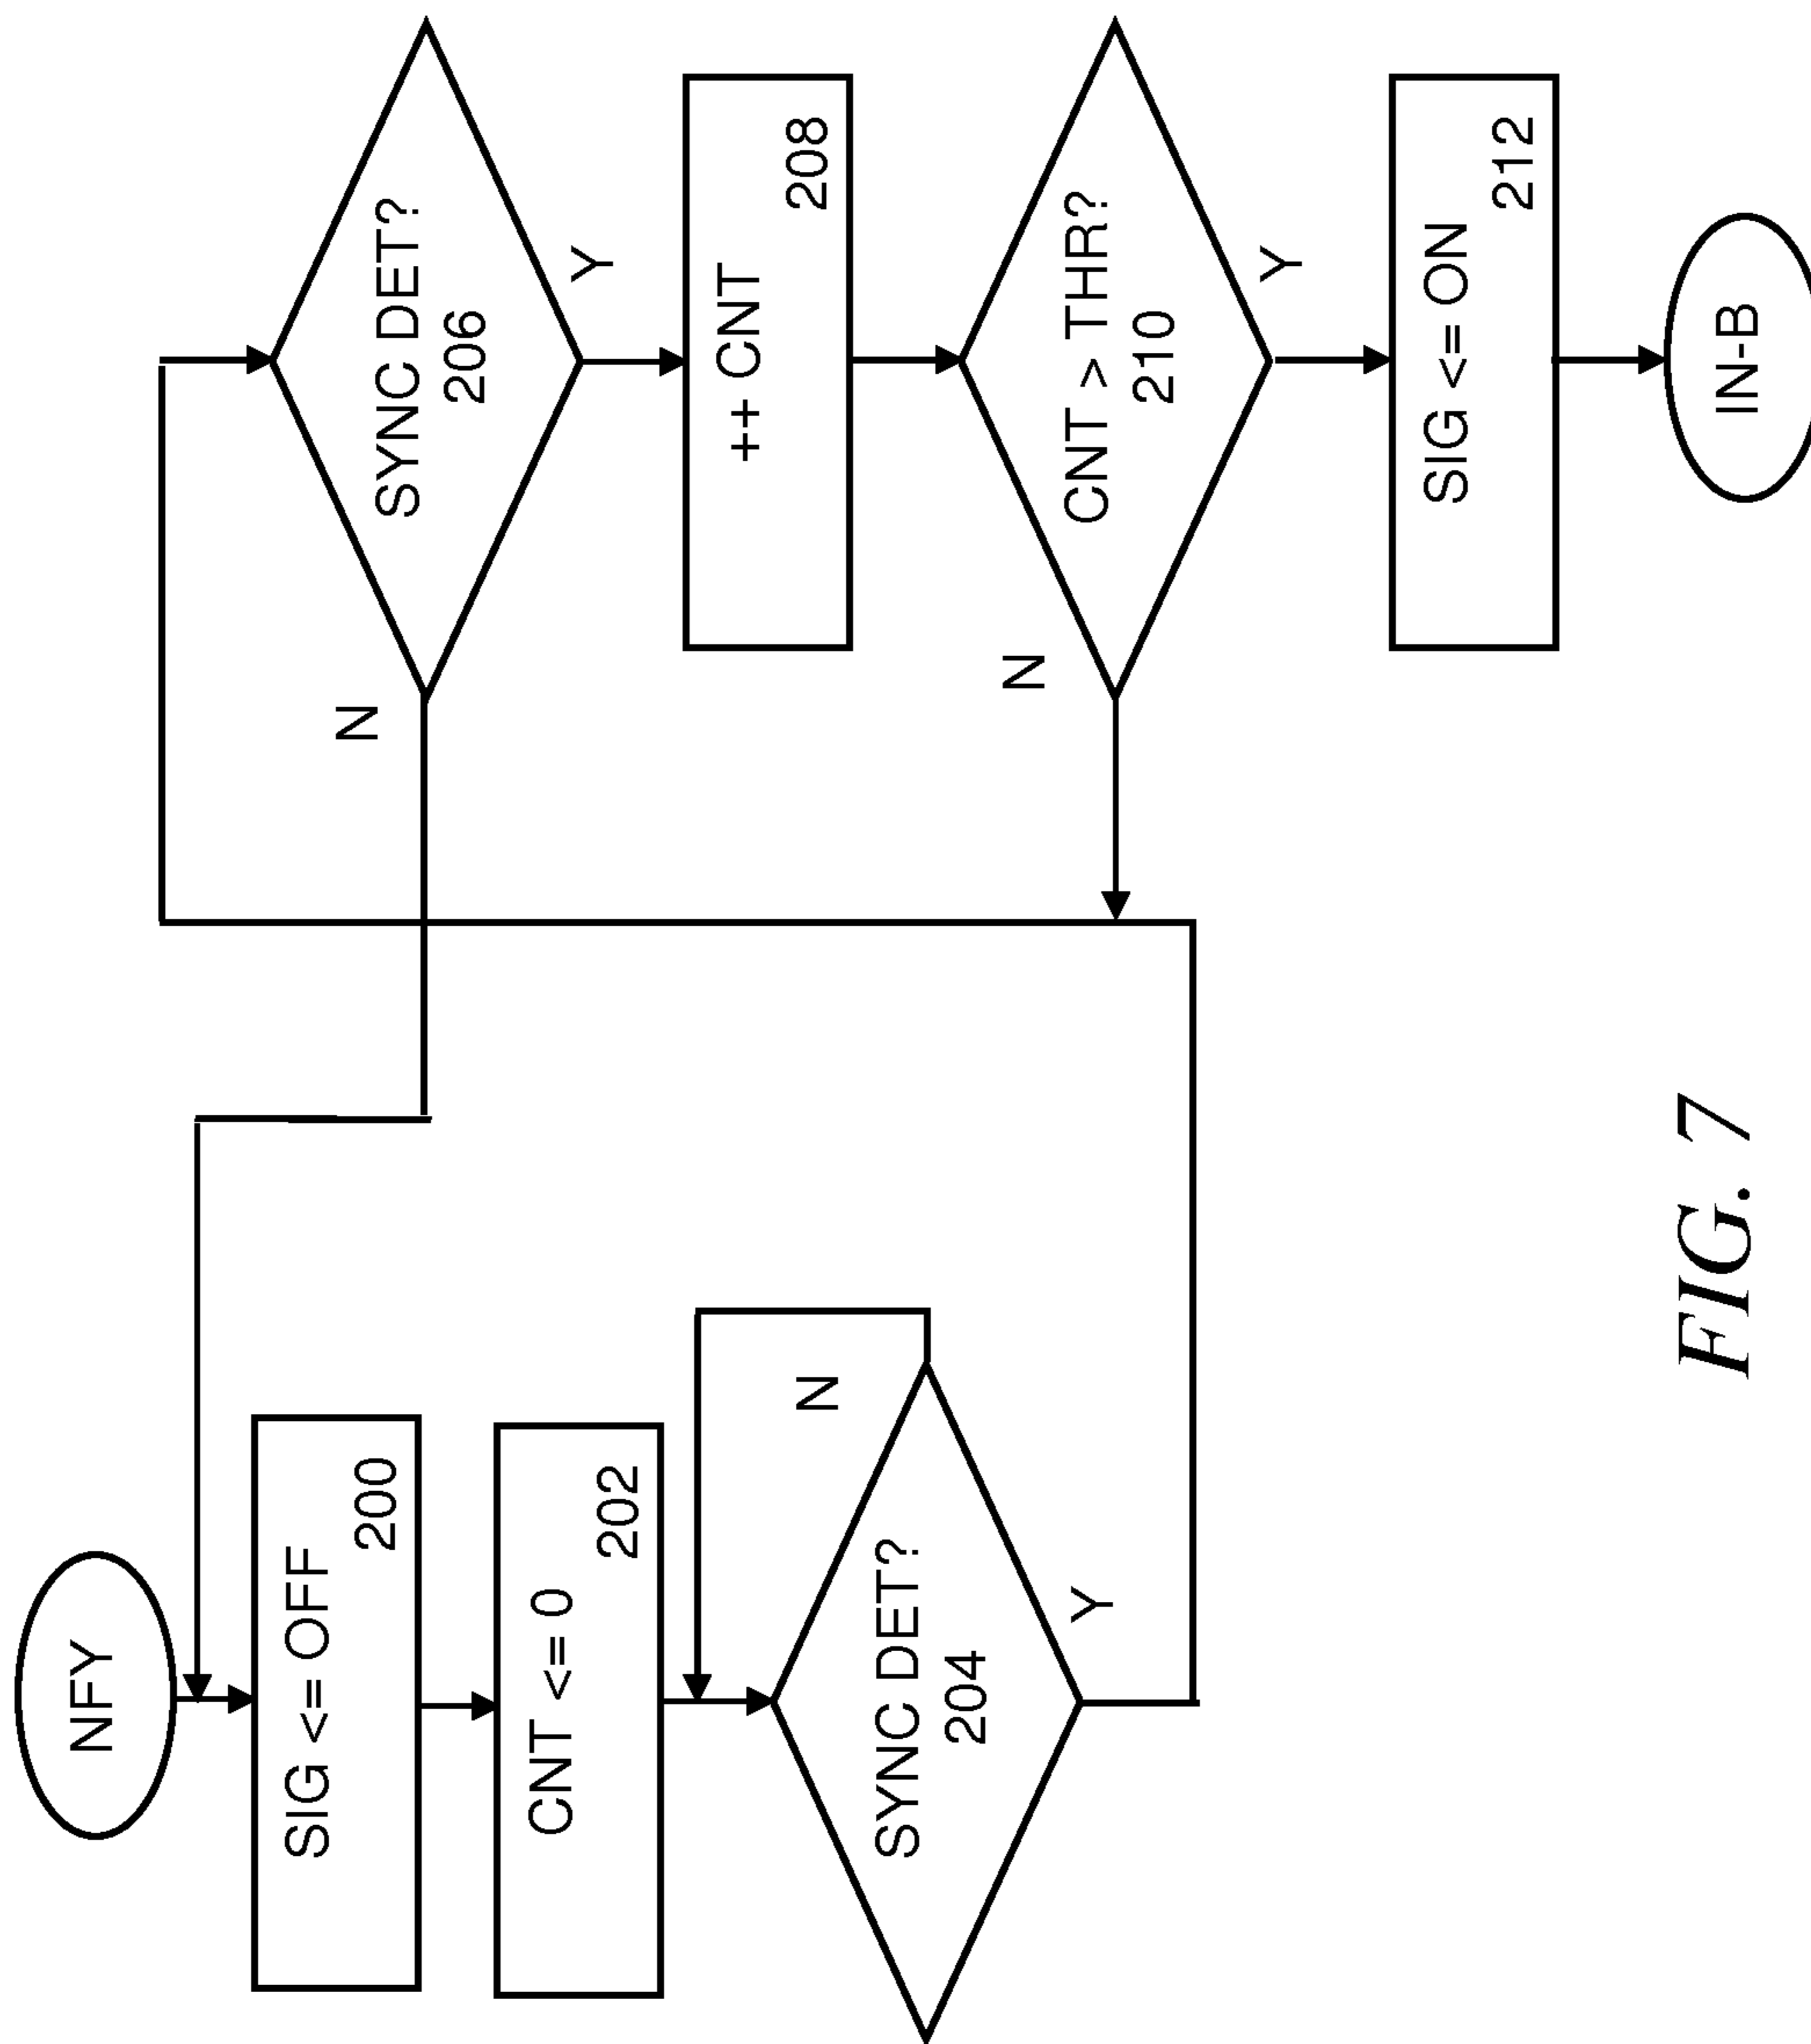 NFY
SIG <= OFF
200
CNT <= 0
202
SYNC DET?
204
N
Y
SYNC DET?
206
N
Y
++ CNT
208
CNT > THR?
210
N
Y
SIG <= ON
212
IN-B
FIG. 7